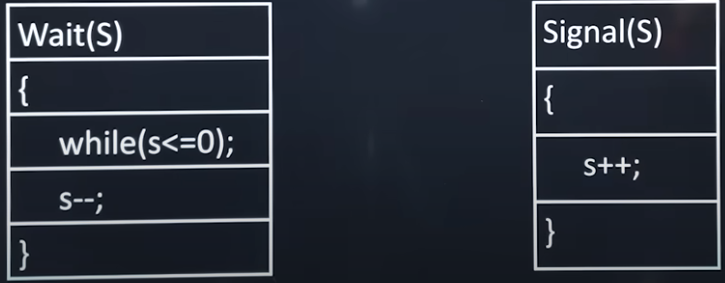 Wait(S)
{
while(s<=0);
s--;
}
Signal(S)
{
s++;
}